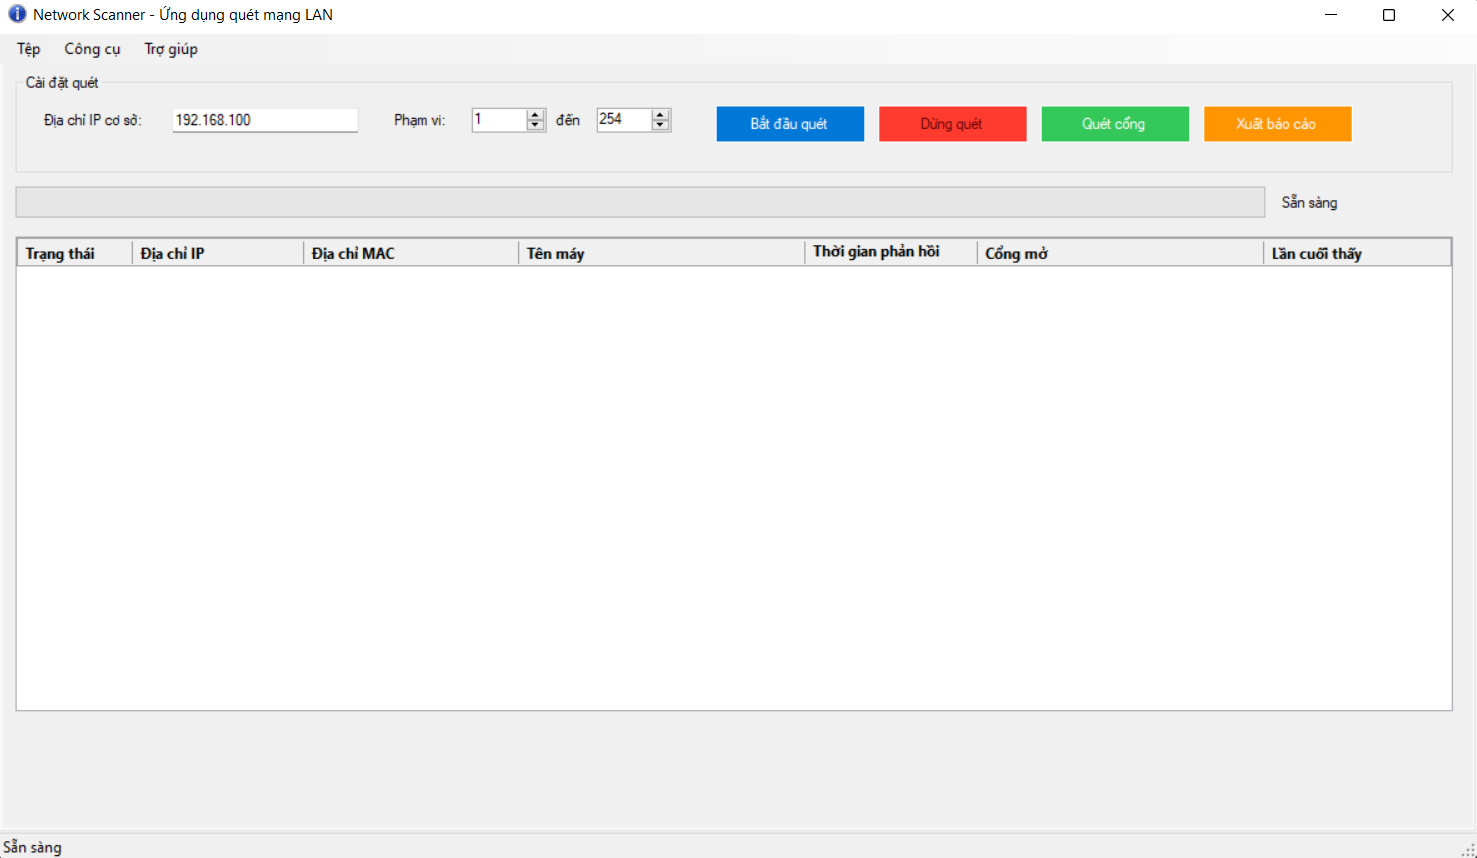 Network Scanner - Ứng dụng quét mạng LAN
Tệp Công cụ Trợ giúp
Cài đặt quét
Địa chỉ IP cơ sở: 192.168.100 Phạm vi: 1 đến 254 Bắt đầu quét Dừng quét Quét cổng Xuất báo cáo
Sẵn sàng
Trạng thái Địa chỉ IP Địa chỉ MAC Tên máy Thời gian phản hồi Cổng mở Lần cuối thấy
Sẵn sàng